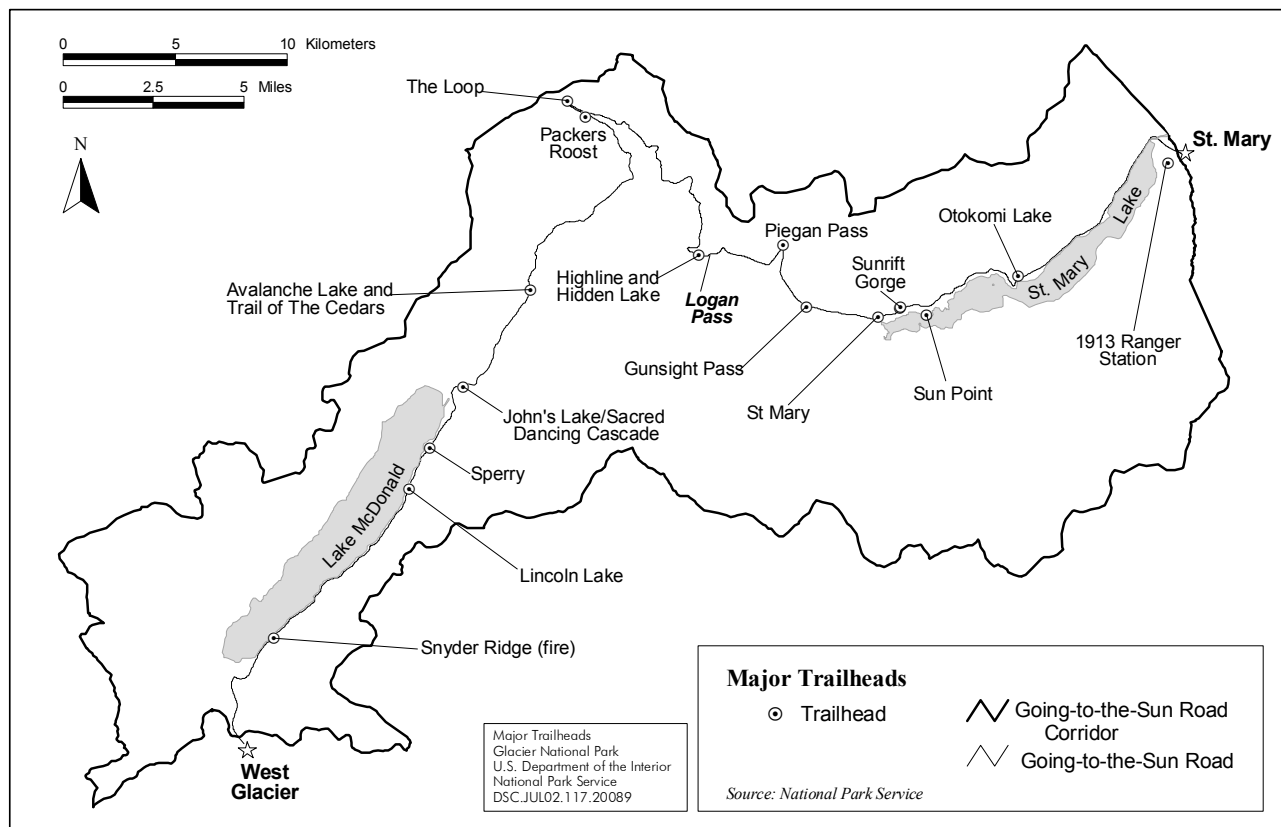 0 5 10 Kilometers
0 2.5 5 Miles
N
The Loop
Packers
Roost
St. Mary
Otokomi Lake
Lake
Piegan Pass
Sunrift
Gorge
St. Mary
Highline and
Hidden Lake
Avalanche Lake and
Trail of The Cedars
Logan
Pass
1913 Ranger
Station
Gunsight Pass
Sun Point
St Mary
John's Lake/Sacred
Dancing Cascade
Sperry
Lake McDonald
Lincoln Lake
Snyder Ridge (fire)
West
Glacier
Major Trailheads
Glacier National Park
U.S. Department of the Interior
National Park Service
DSC.JUL02.117.20089
Major Trailheads
Trailhead
Going-to-the-Sun Road
Corridor
Going-to-the-Sun Road
Source: National Park Service